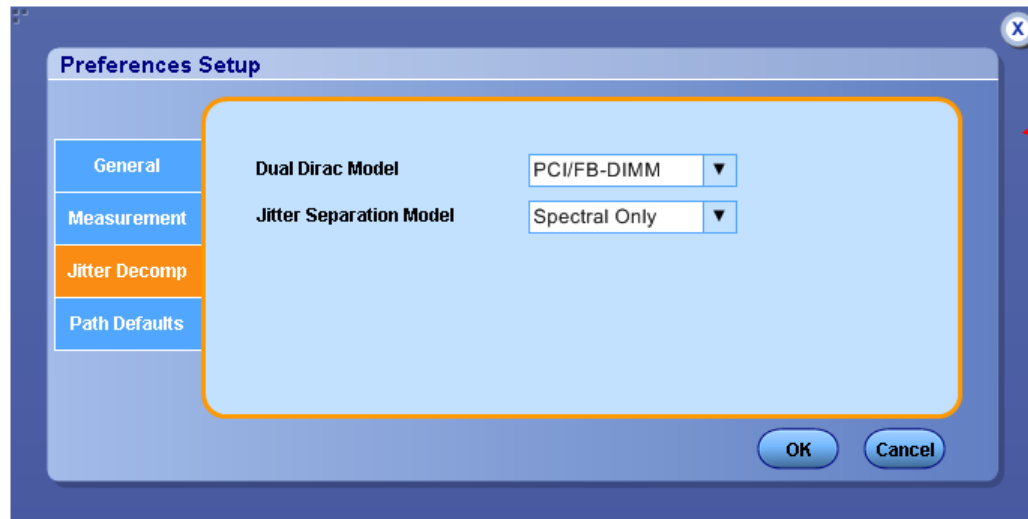 X
Preferences Setup
General
Measurement
Jitter Decomp
Path Defaults
Dual Dirac Model PCI/FB-DIMM
Jitter Separation Model Spectral Only
OK Cancel